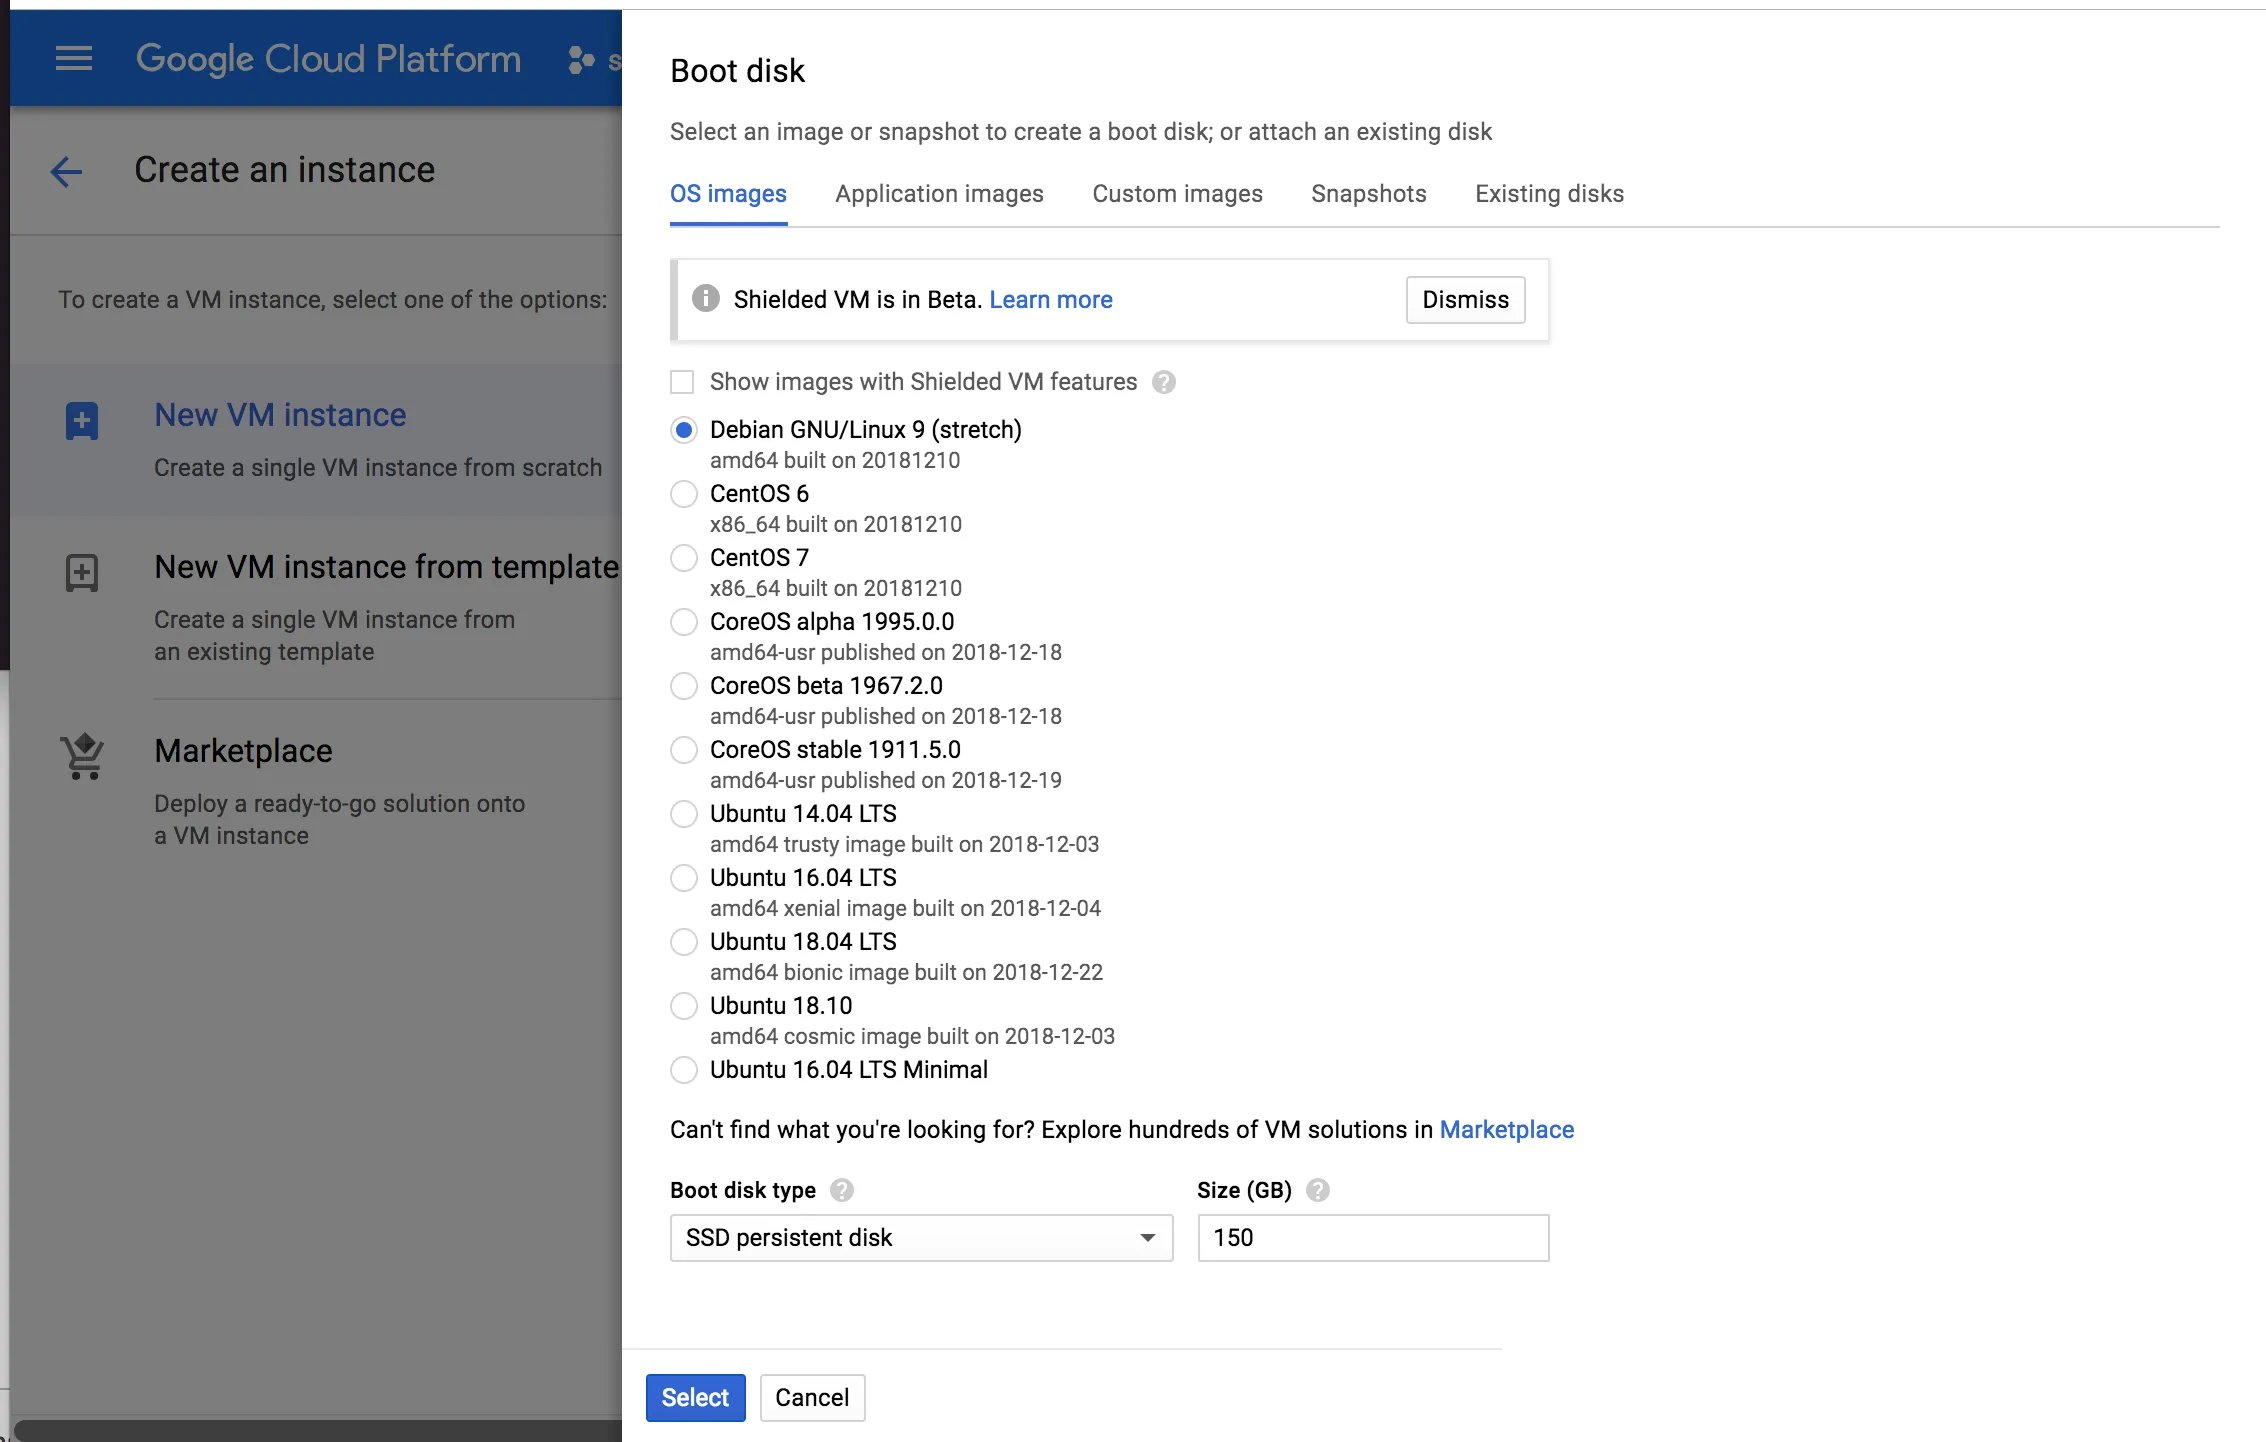 Google Cloud Platform
Create an instance
To create a VM instance, select one of the options:
New VM instance
Create a single VM instance from scratch
New VM instance from template
Create a single VM instance from
an existing template
Marketplace
Deploy a ready-to-go solution onto
a VM instance
Boot disk
Select an image or snapshot to create a boot disk; or attach an existing disk
OS images Application images Custom images Snapshots Existing disks
Shielded VM is in Beta. Learn more Dismiss
Show images with Shielded VM features ?
Debian GNU/Linux 9 (stretch)
amd64 built on 20181210
CentOS 6
x86_64 built on 20181210
CentOS 7
x86_64 built on 20181210
CoreOS alpha 1995.0.0
amd64-usr published on 2018-12-18
CoreOS beta 1967.2.0
amd64-usr published on 2018-12-18
CoreOS stable 1911.5.0
amd64-usr published on 2018-12-19
Ubuntu 14.04 LTS
amd64 trusty image built on 2018-12-03
Ubuntu 16.04 LTS
amd64 xenial image built on 2018-12-04
Ubuntu 18.04 LTS
amd64 bionic image built on 2018-12-22
Ubuntu 18.10
amd64 cosmic image built on 2018-12-03
Ubuntu 16.04 LTS Minimal
Can't find what you're looking for? Explore hundreds of VM solutions in Marketplace
Boot disk type ? Size (GB) ?
SSD persistent disk 150
Select Cancel